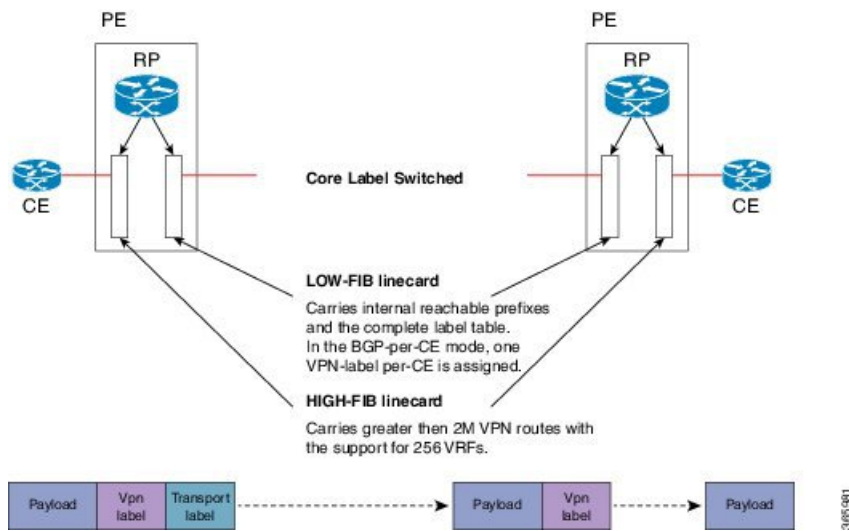 PE
PE
RP
RP
CE
Core Label Switched
CE
LOW-FIB linecard
Carries internal reachable prefixes
and the complete label table.
In the BGP-per-CE mode, one
VPN-label per-CE is assigned.
HIGH-FIB linecard
Carries greater then 2M VPN routes with
the support for 256 VRFs.
Payload
Vpn
label
Transport
label
Payload
Vpn
label
Payload